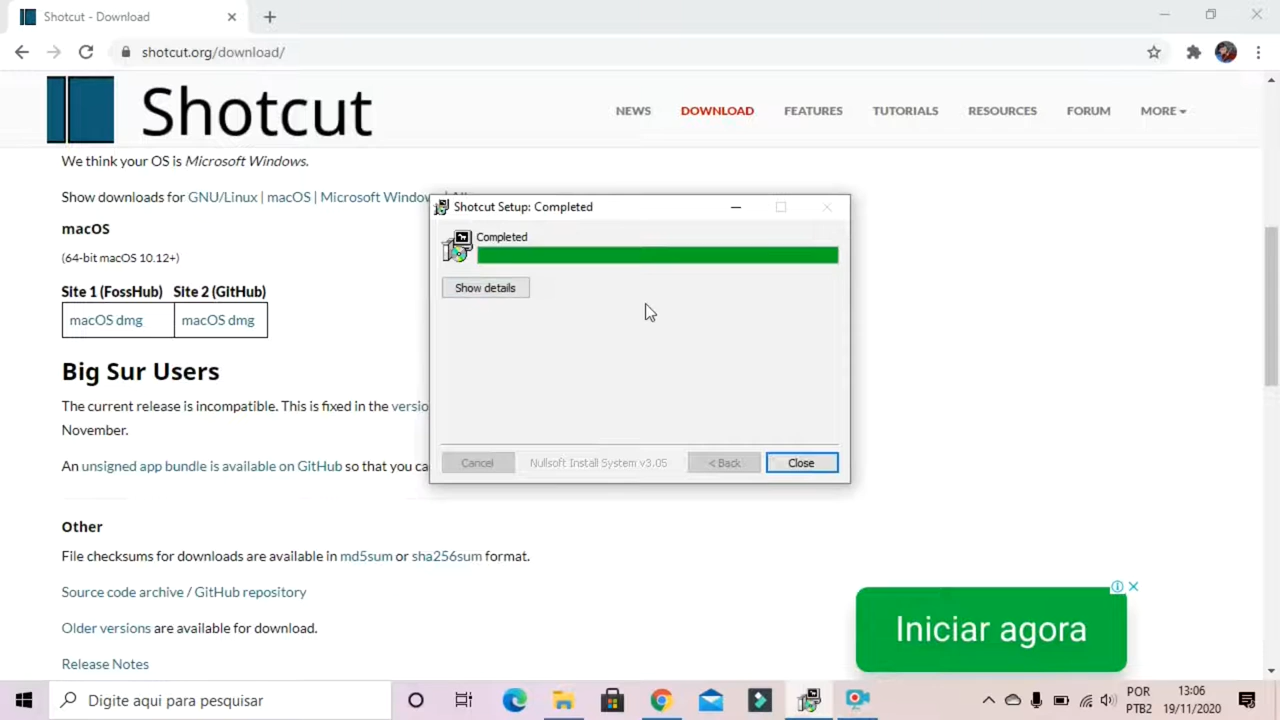 Shotcut - Download
shotcut.org/download/
Shotcut
NEWS DOWNLOAD FEATURES TUTORIALS RESOURCES FORUM MORE
We think your OS is Microsoft Windows.
Show downloads for GNU/Linux | macOS | Microsoft Windows
macOS
(64-bit macOS 10.12+)
Site 1 (FossHub) Site 2 (GitHub)
macOS dmg macOS dmg
Big Sur Users
The current release is incompatible. This is fixed in the versio
November.
An unsigned app bundle is available on GitHub so that you ca
Other
File checksums for downloads are available in md5sum or sha256sum format.
Source code archive / GitHub repository
Older versions are available for download.
Release Notes
Shotcut Setup: Completed
Completed
Show details
Cancel Nullsoft Install System v3.05 < Back Close
Iniciar agora
Digite aqui para pesquisar
POR
PTB2
13:06
19/11/2020